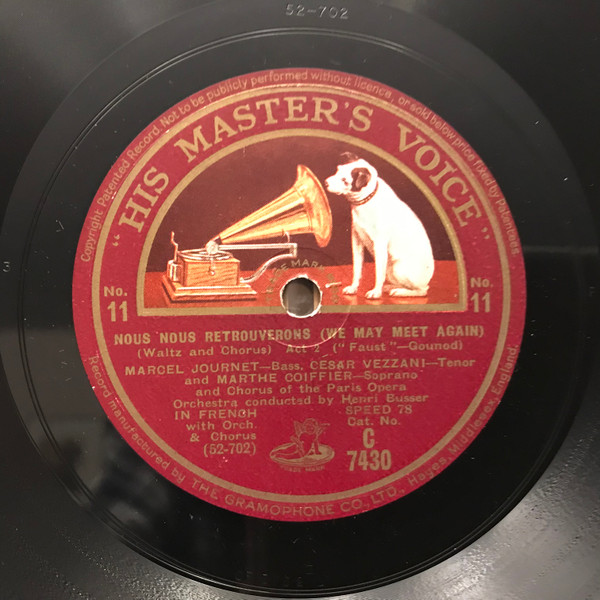 52-702
Copyright Patented Record. Not to be publicly performed without licence, or sold below price fixed by Patentees.
"HIS MASTER'S VOICE"
No. 11
No. 11
NOUS NOUS RETROUVERONS (WE MAY MEET AGAIN)
(Waltz and Chorus) Act 2 ("Faust"—Gounod)
MARCEL JOURNET—Bass, CESAR VEZZANI—Tenor
and MARTHE COIFFIER—Soprano
and Chorus of the Paris Opera
Orchestra conducted by Henri Busser
IN FRENCH SPEED 78
with Orch. Cat. No.
& Chorus C
(52-702) 7430
TRADE MARK
Record manufactured by THE GRAMOPHONE CO., LTD., Hayes, Middlesex, England.
3